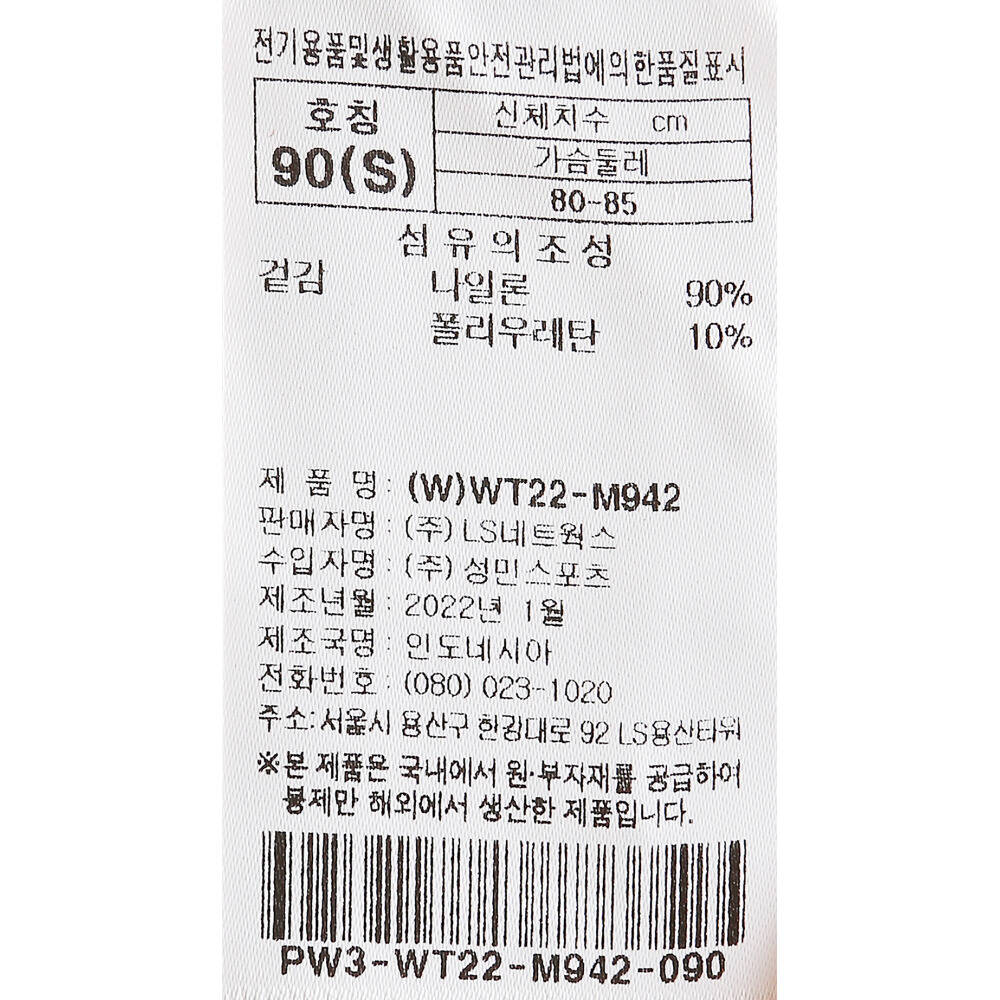 전기용품및생활용품안전관리법에의한품질표시
호칭
90(S)
신체치수 cm
가슴둘레
80-85
섬유의조성
겉감 나일론 90%
폴리우레탄 10%
제 품 명: (W)WT22-M942
판매자명: (주) LS네트웍스
수입자명: (주) 성민스포츠
제조년월: 2022년 1월
제조국명: 인도네시아
전화번호: (080) 023-1020
주소:서울시 용산구 한강대로 92 LS용산타워
※본 제품은 국내에서 원·부자재를 공급하여
봉제만 해외에서 생산한 제품입니다.
PW3-WT22-M942-090